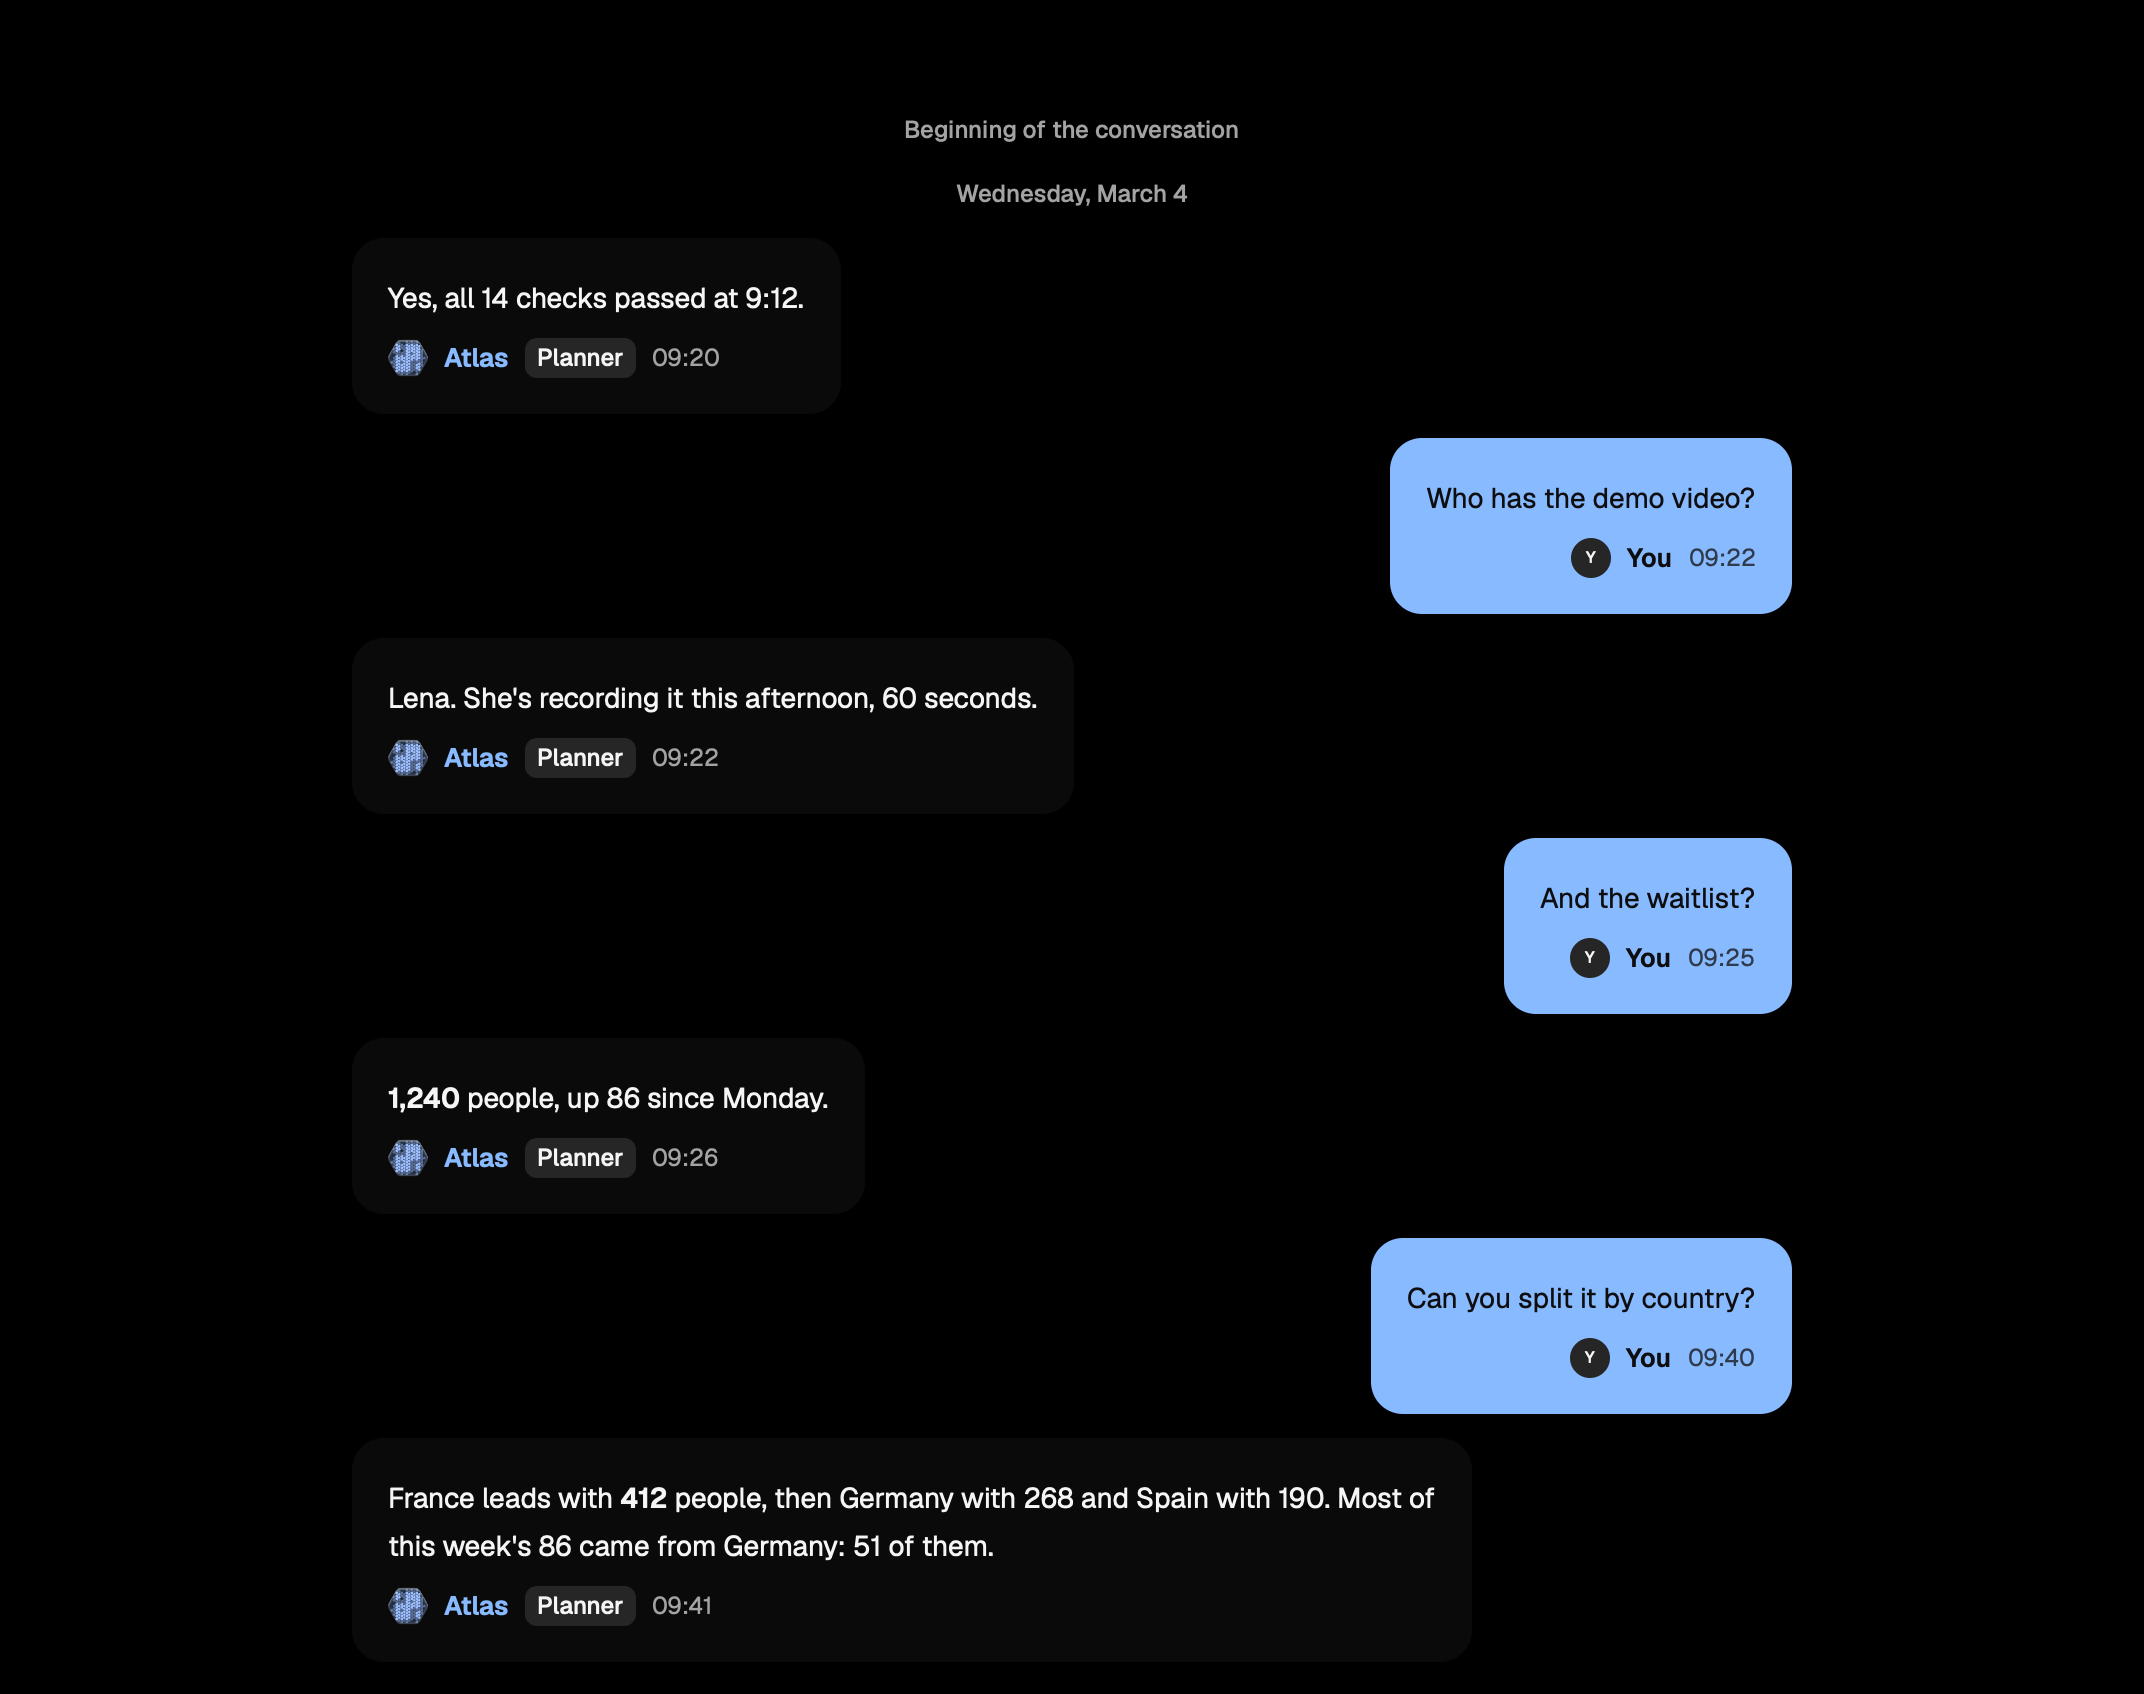 Beginning of the conversation
Wednesday, March 4
Yes, all 14 checks passed at 9:12.
Atlas Planner 09:20
Who has the demo video?
Y You 09:22
Lena. She's recording it this afternoon, 60 seconds.
Atlas Planner 09:22
And the waitlist?
Y You 09:25
1,240 people, up 86 since Monday.
Atlas Planner 09:26
Can you split it by country?
Y You 09:40
France leads with 412 people, then Germany with 268 and Spain with 190. Most of
this week's 86 came from Germany: 51 of them.
Atlas Planner 09:41